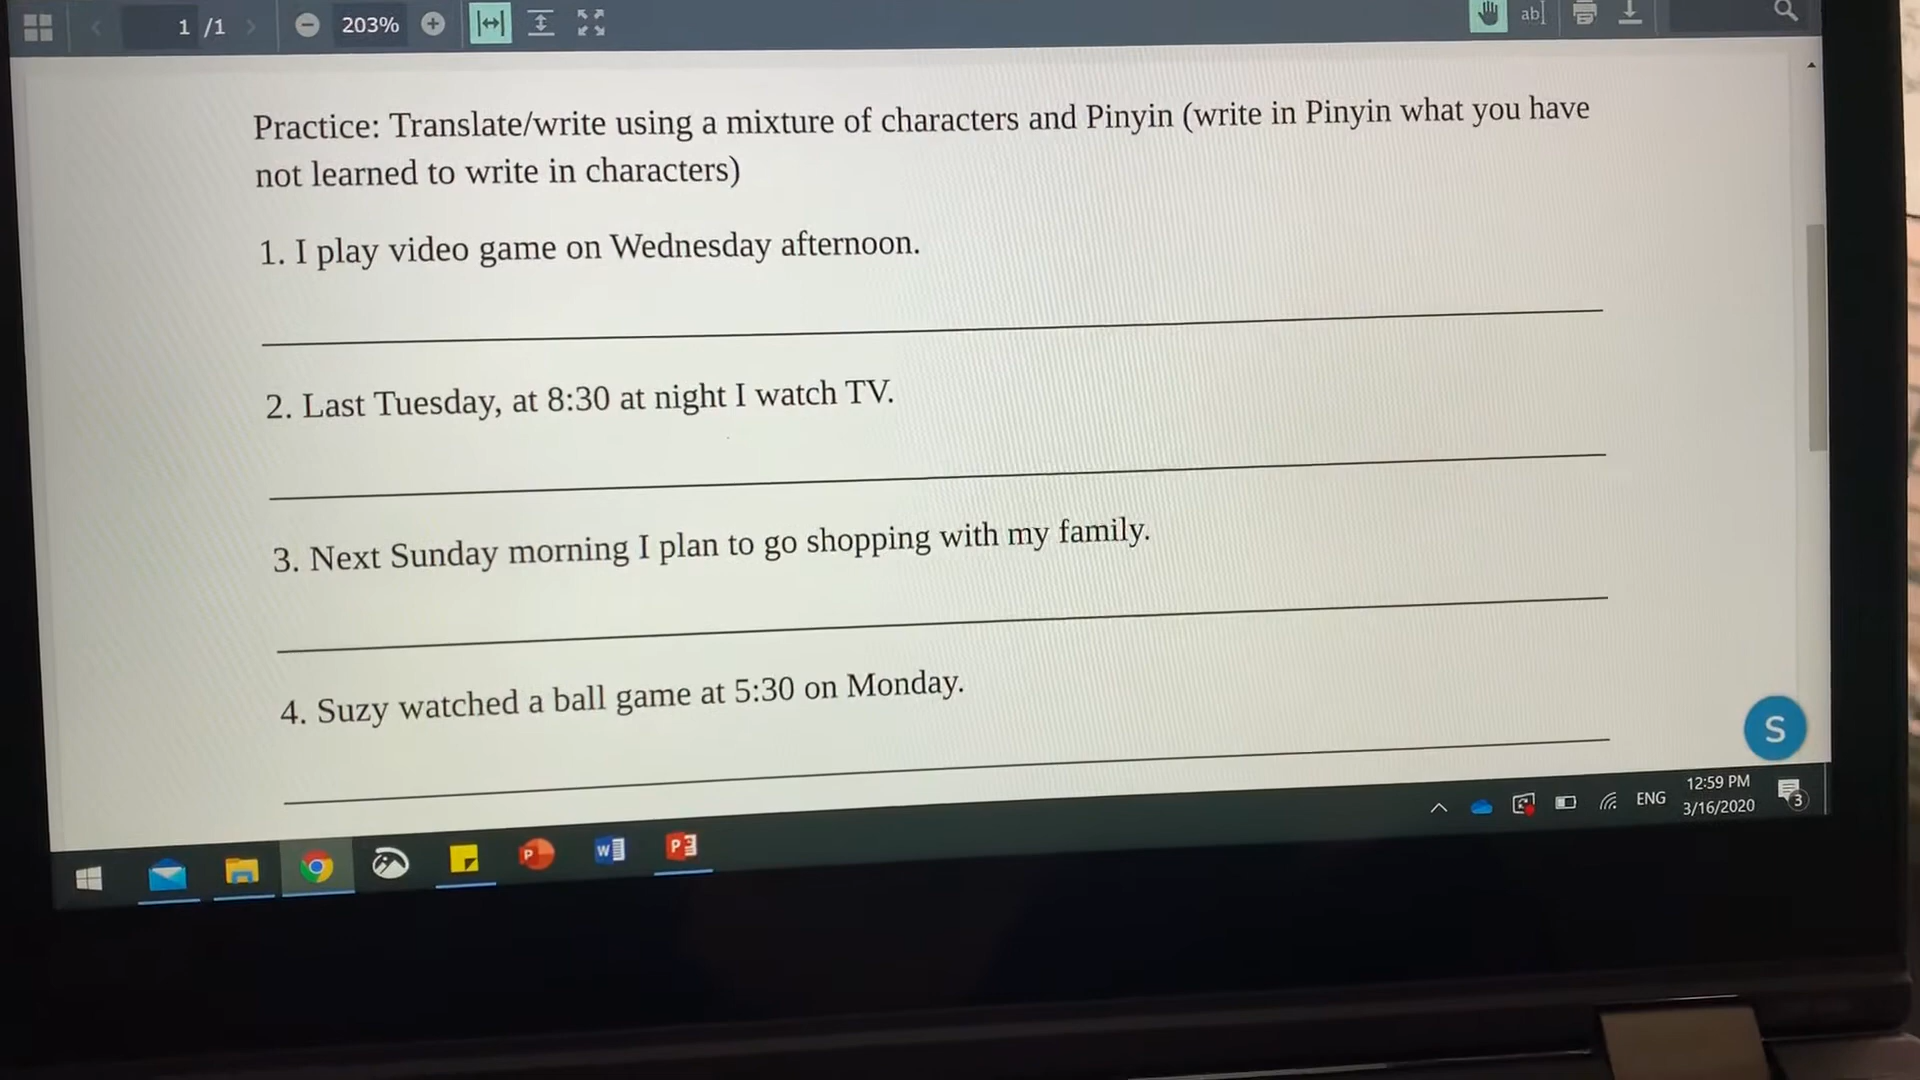 1 /1
203%
ab
Practice: Translate/write using a mixture of characters and Pinyin (write in Pinyin what you have
not learned to write in characters)
1. I play video game on Wednesday afternoon.
2. Last Tuesday, at 8:30 at night I watch TV.
3. Next Sunday morning I plan to go shopping with my family.
4. Suzy watched a ball game at 5:30 on Monday.
S
12:59 PM
ENG
3/16/2020
3
P
W
P